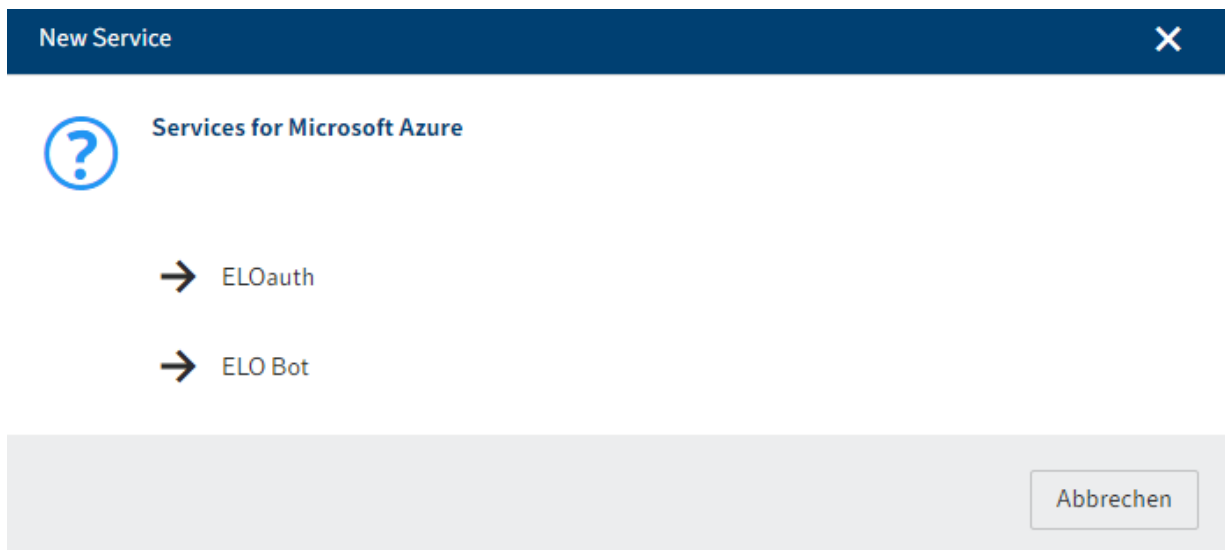 New Service
Services for Microsoft Azure
ELOauth
ELO Bot
Abbrechen